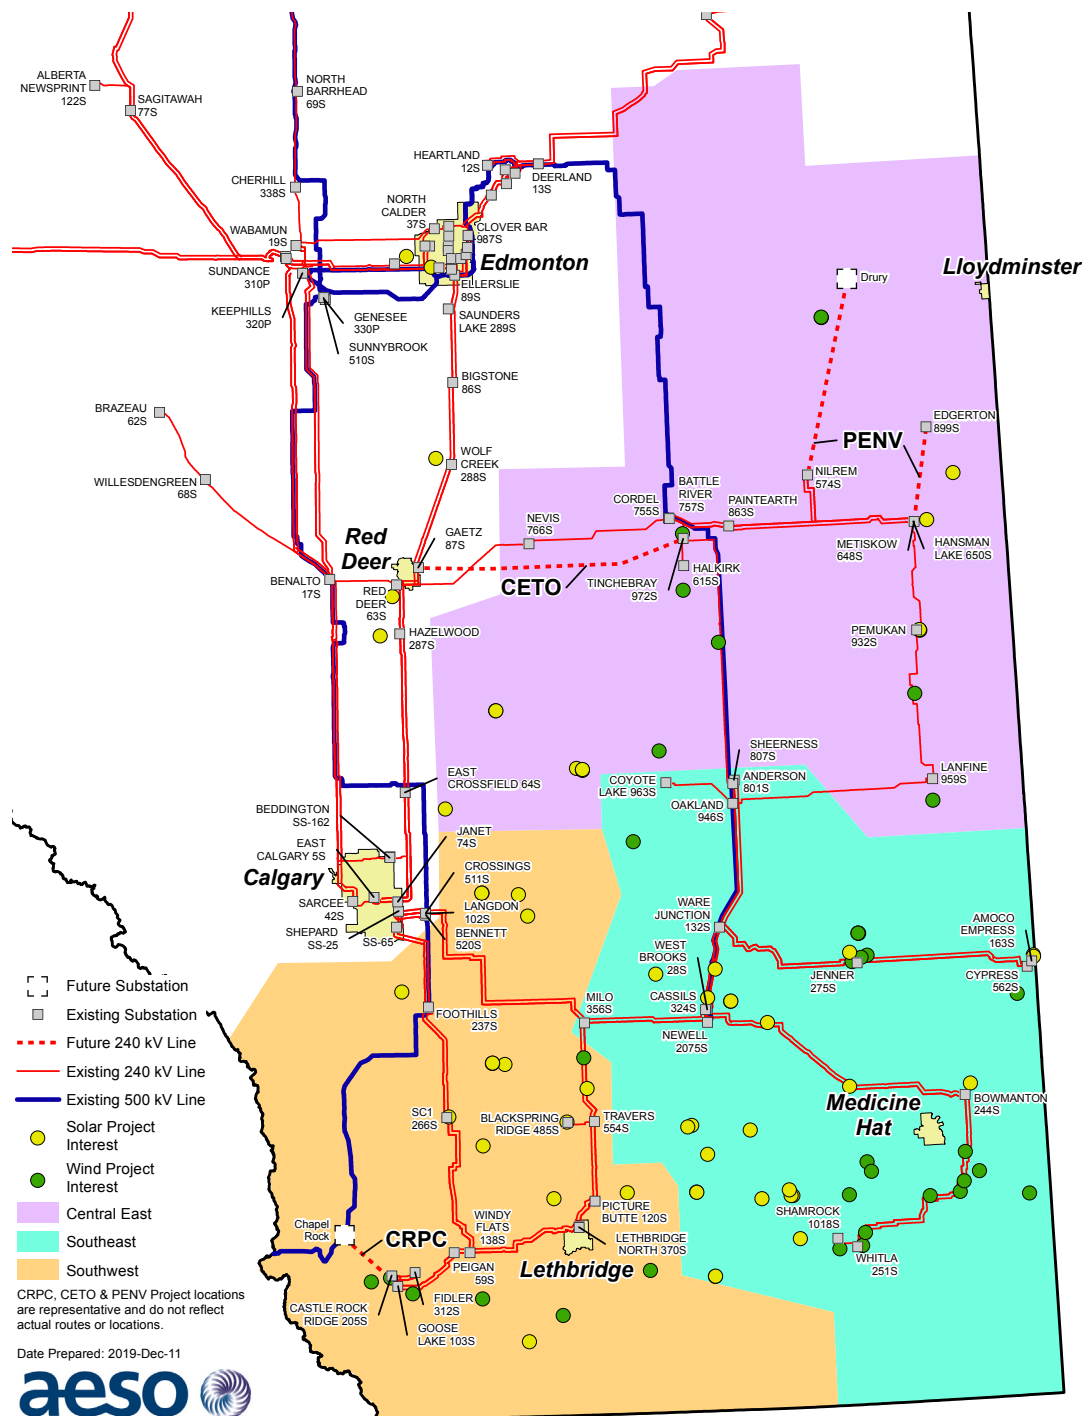 ALBERTA
NEWSPRINT
122S
SAGITAWAH
77S
NORTH
BARRHEAD
69S
HEARTLAND
12S
DEERLAND
13S
CHERHILL
338S
NORTH
CALDER
37S
CLOVER BAR
987S
WABAMUN
19S
Edmonton
SUNDANCE
310P
ELLERSLIE
89S
KEEPHILLS
320P
GENESEE
330P
SAUNDERS
LAKE 289S
SUNNYBROOK
510S
Drury
Lloydminster
BIGSTONE
86S
BRAZEAU
62S
EDGERTON
899S
PENV
WOLF
CREEK
288S
WILLESDENGREEN
68S
NILREM
574S
BATTLE
RIVER
757S
CORDEL
755S
PAINTEARTH
863S
NEVIS
766S
GAETZ
87S
Red
Deer
METISKOW
648S
HANSMAN
LAKE 650S
BENALTO
17S
RED
DEER
63S
CETO
TINCHEBRAY
972S
HALKIRK
615S
HAZELWOOD
287S
PEMUKAN
932S
SHEERNESS
807S
EAST
CROSSFIELD 64S
COYOTE
LAKE 963S
ANDERSON
801S
LANFINE
959S
OAKLAND
946S
BEDDINGTON
SS-162
JANET
74S
EAST
CALGARY 5S
Calgary
CROSSINGS
511S
SARCEE
42S
LANGDON
102S
SHEPARD
SS-25
SS-65
BENNETT
520S
WARE
JUNCTION
132S
AMOCO
EMPRESS
163S
WEST
BROOKS
28S
JENNER
275S
CYPRESS
562S
CASSILS
324S
MILO
356S
FOOTHILLS
237S
NEWELL
2075S
Future Substation
Existing Substation
Future 240 kV Line
Existing 240 kV Line
Existing 500 kV Line
Solar Project
Interest
Wind Project
Interest
Central East
Southeast
Southwest
SC1
266S
BLACKSPRING
RIDGE 485S
TRAVERS
554S
Medicine
Hat
BOWMANTON
244S
Chapel
Rock
CRPC
WINDY
FLATS
138S
PICTURE
BUTTE 120S
SHAMROCK
1018S
LETHBRIDGE
NORTH 370S
PEIGAN
59S
Lethbridge
WHITLA
251S
CASTLE ROCK
RIDGE 205S
FIDLER
312S
GOOSE
LAKE 103S
CRPC, CETO & PENV Project locations
are representative and do not reflect
actual routes or locations.
Date Prepared: 2019-Dec-11
aeso